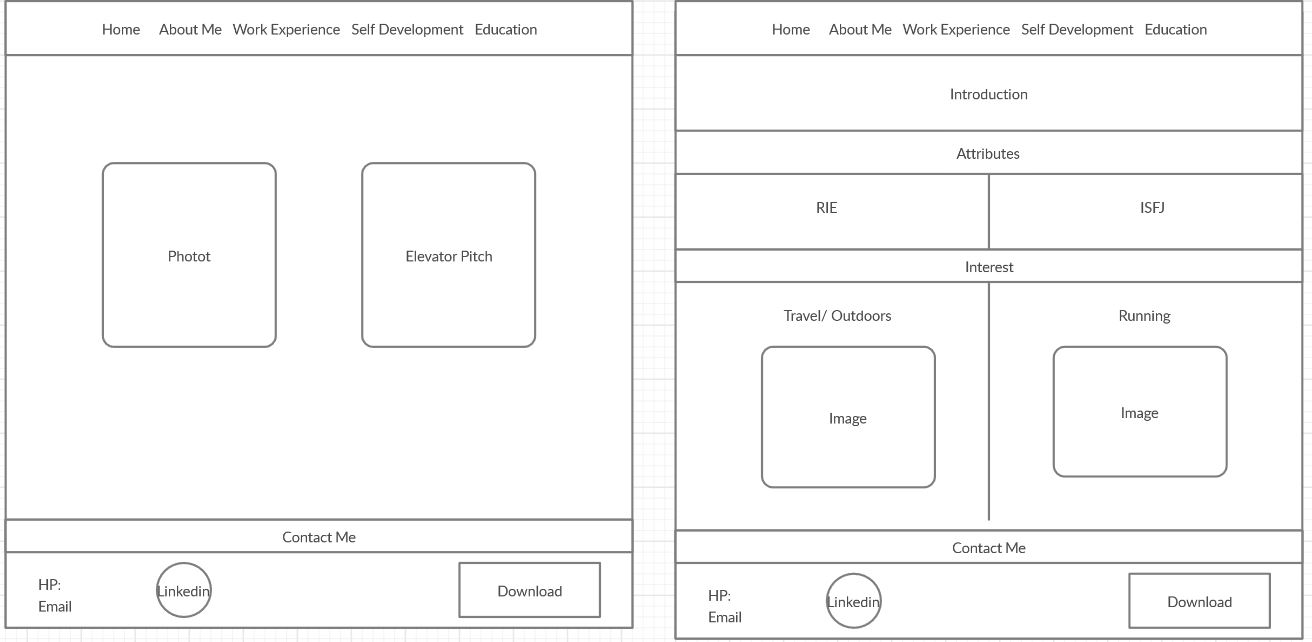 Home About Me Work Experience Self Development Education
Photot
Elevator Pitch
Contact Me
HP:
Email
Linkedin
Download
Home About Me Work Experience Self Development Education
Introduction
Attributes
RIE
ISFJ
Interest
Travel/ Outdoors
Running
Image
Image
Contact Me
HP:
Email
Linkedin
Download